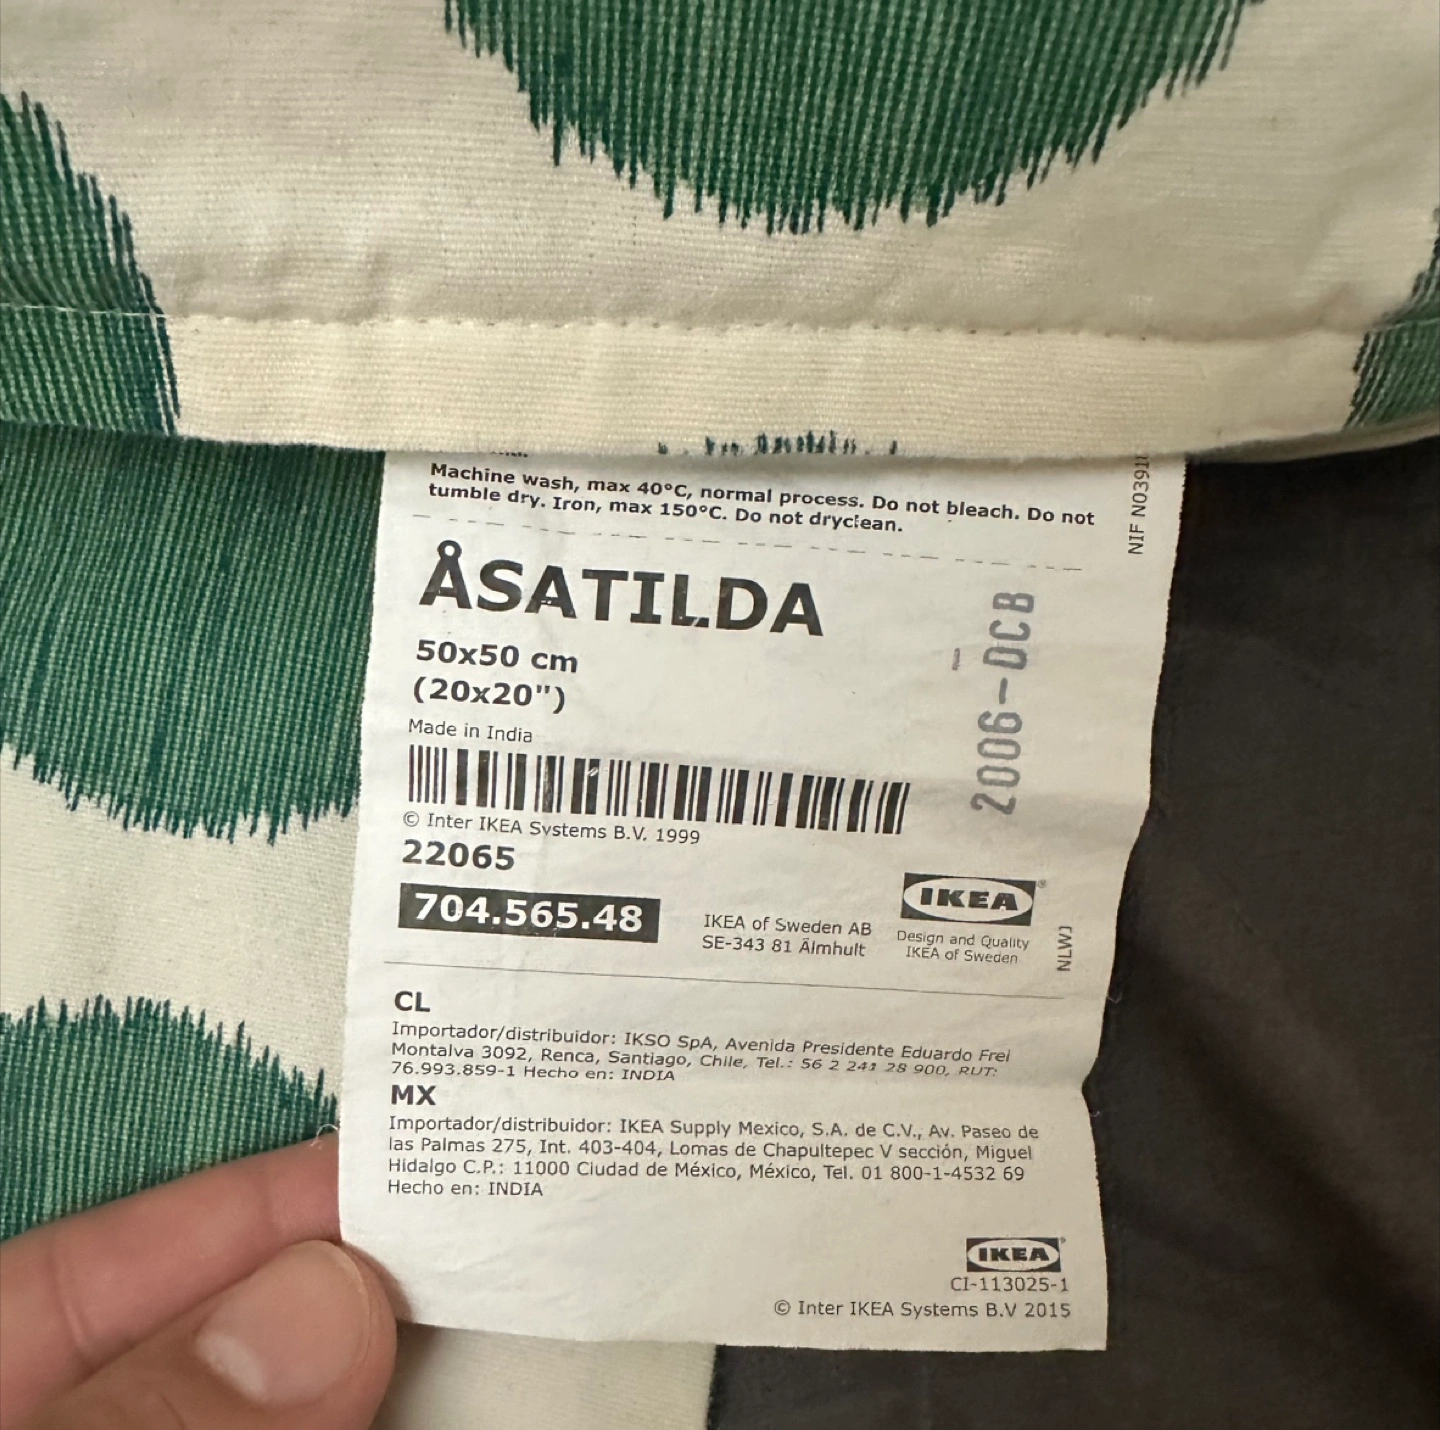 Machine wash, max 40°C, normal process. Do not bleach. Do not
tumble dry. Iron, max 150°C. Do not dryclean.
NIF
ÅSATILDA
50x50 cm
(20x20")
Made in India
2006-DCB
© Inter IKEA Systems B.V. 1999
22065
704.565.48
IKEA of Sweden AB
SE-343 81 Älmhult
IKEA®
Design and Quality
IKEA of Sweden
NLWJ
CL
Importador/distribuidor: IKSO SpA, Avenida Presidente Eduardo Frei
Montalva 3092, Renca, Santiago, Chile, Tel.: 56 2 241 28 900, RUT:
76.993.859-1 Hecho en: INDIA
MX
Importador/distribuidor: IKEA Supply Mexico, S.A. de C.V., Av. Paseo de
las Palmas 275, Int. 403-404, Lomas de Chapultepec V sección, Miguel
Hidalgo C.P.: 11000 Ciudad de México, México, Tel. 01 800-1-4532 69
Hecho en: INDIA
IKEA®
CI-113025-1
© Inter IKEA Systems B.V 2015